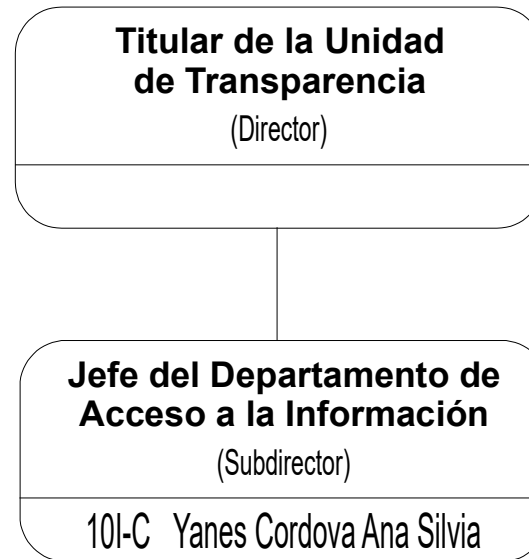 Titular de la Unidad
de Transparencia
(Director)
Jefe del Departamento de
Acceso a la Información
(Subdirector)
10I-C Yanes Cordova Ana Silvia